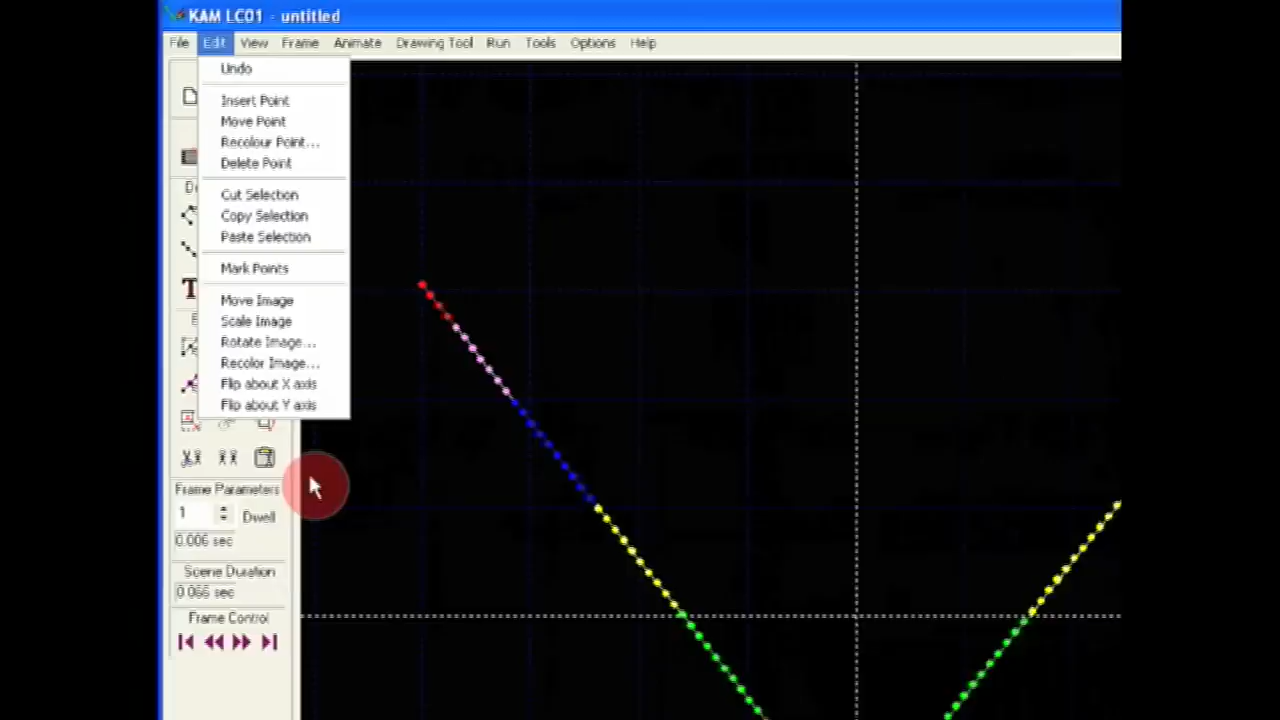 KAM LC01 - untitled
File Edit View Frame Animate Drawing Tool Run Tools Options Help
Undo
Insert Point
Move Point
Recolour Point...
Delete Point
Cut Selection
Copy Selection
Paste Selection
Mark Points
Move Image
Scale Image
Rotate Image...
Recolor Image...
Flip about X axis
Flip about Y axis
T
Frame Parameters
1 Dwell
0.006 sec
Scene Duration
0.066 sec
Frame Control